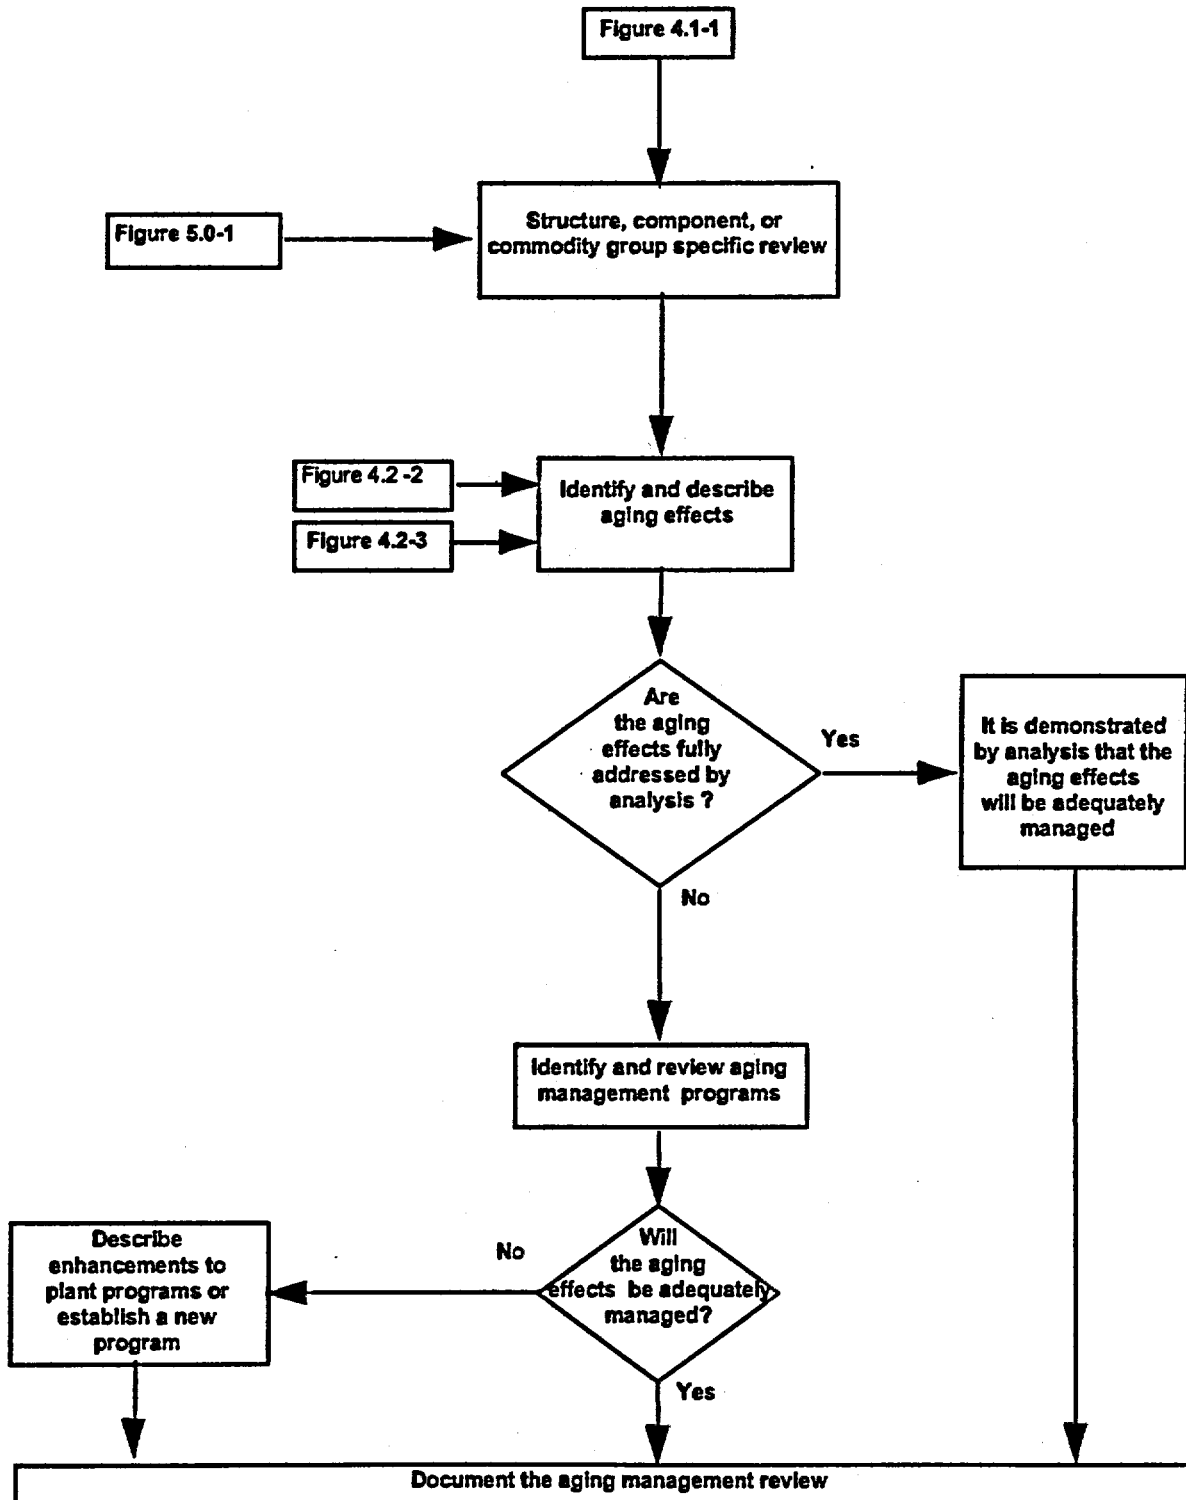 Figure 4.1-1
Structure, component, or
commodity group specific review
Figure 5.0-1
Figure 4.2 -2
Identify and describe
aging effects
Figure 4.2-3
Are
the aging
effects fully
addressed by
analysis ?
Yes
It is demonstrated
by analysis that the
aging effects
will be adequately
managed
No
Identify and review aging
management programs
Will
the aging
effects be adequately
managed?
No
Describe
enhancements to
plant programs or
establish a new
program
Yes
Document the aging management review